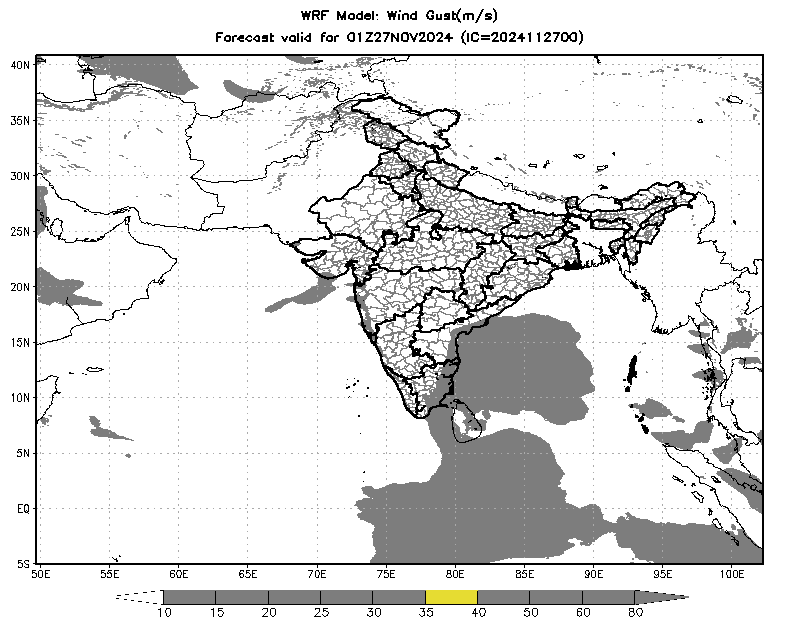 WRF Model: Wind Gust(m/s)
Forecast valid for 01Z27NOV2024 (IC=2024112700)
40N
35N
30N
25N
20N
15N
10N
5N
EQ
5S
50E 55E 60E 65E 70E 75E 80E 85E 90E 95E 100E
10 15 20 25 30 35 40 50 60 80